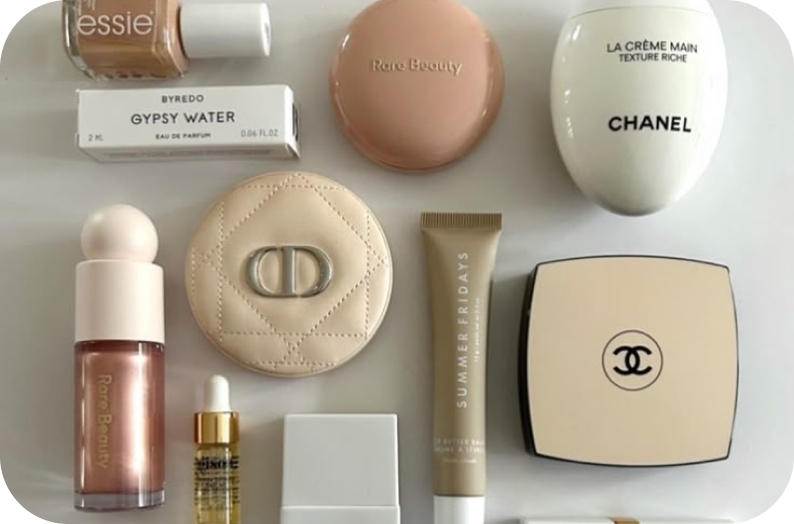 essie
Rare Beauty
LA CRÈME MAIN
TEXTURE RICHE
CHANEL
BYREDO
GYPSY WATER
2 ML
EAU DE PARFUM
0.06 FL.OZ
CD
SUMMER FRIDAYS
Rare Beauty